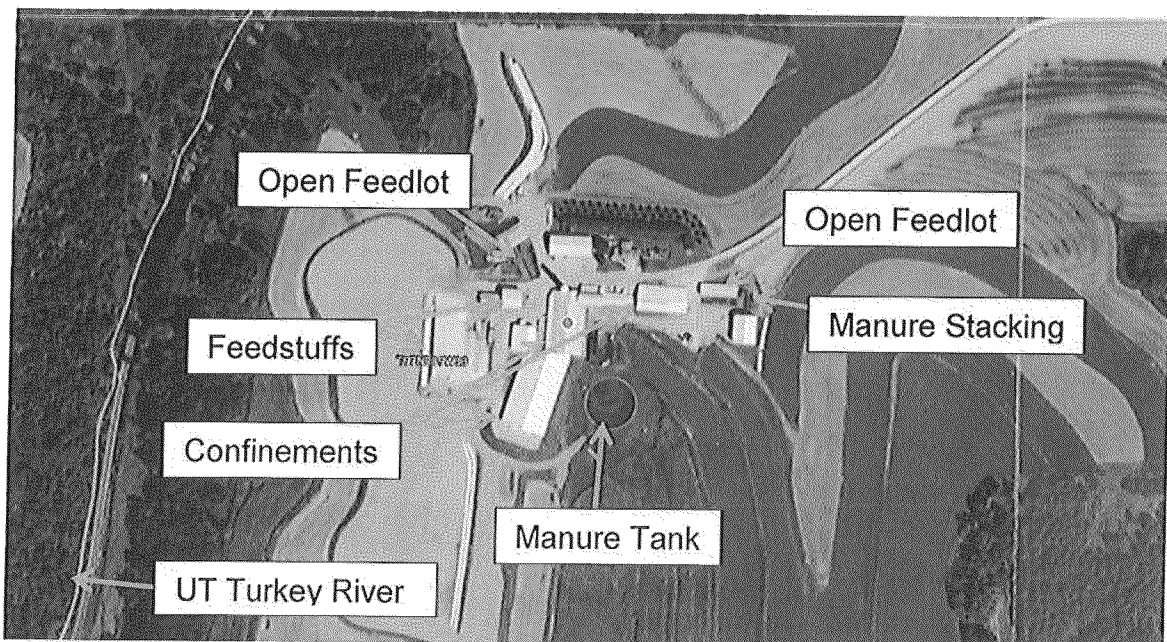 Open Feedlot
Open Feedlot
Manure Stacking
Feedstuffs
Confinements
Manure Tank
UT Turkey River